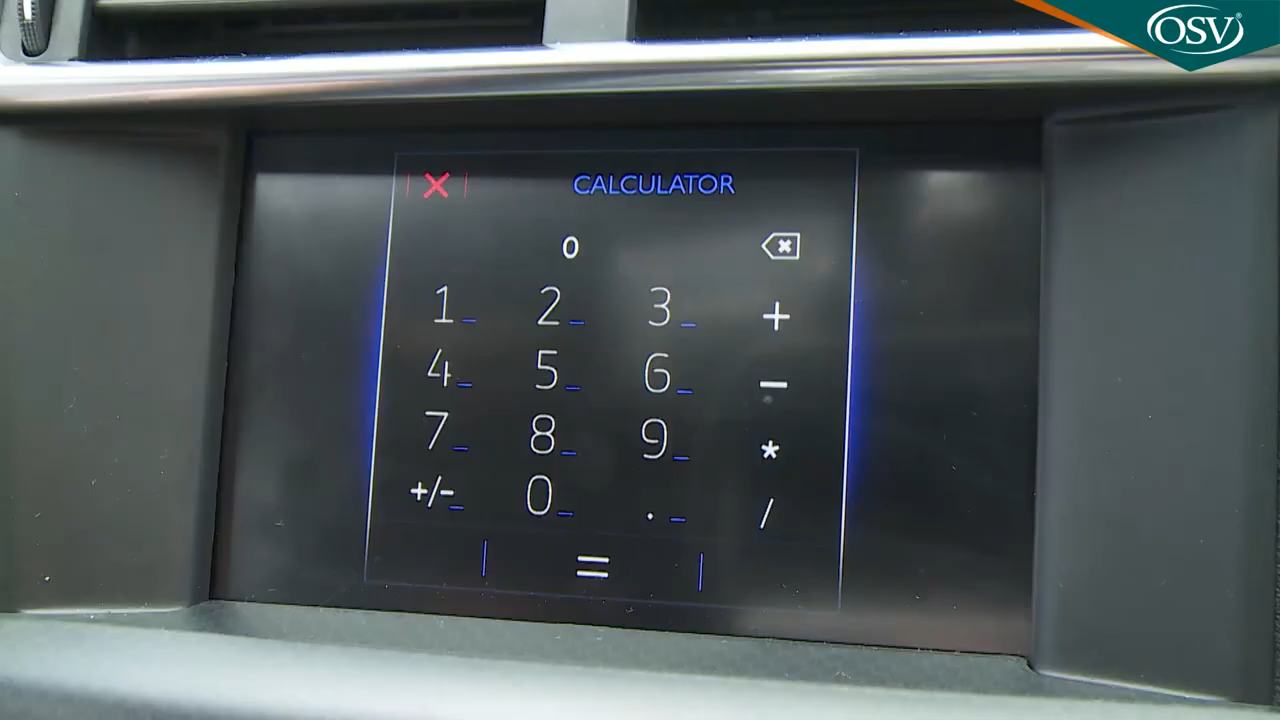 OSV®
CALCULATOR
0
1 2 3 +
4 5 6 −
7 8 9 *
+/- 0 . /
=